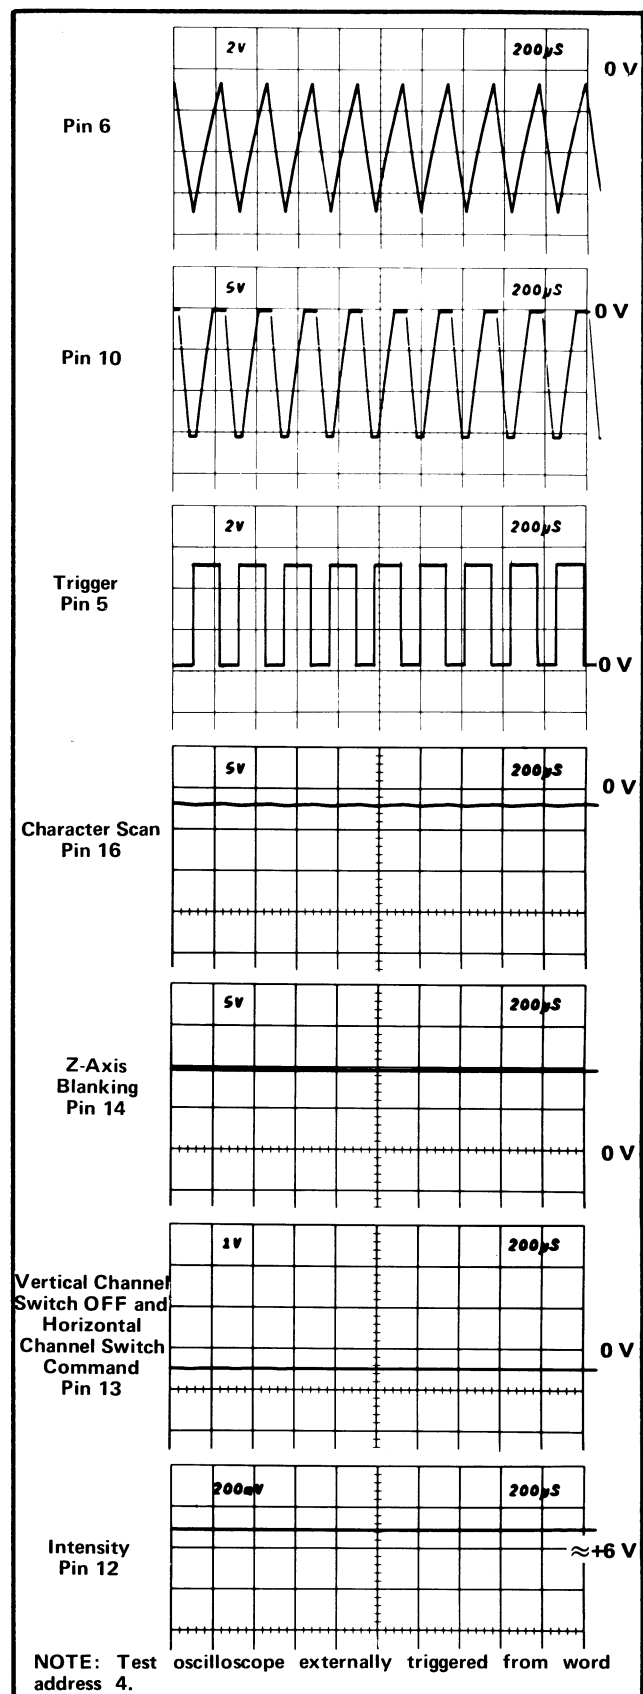 2V 200µS
0 V
Pin 6
5V 200µS
0 V
Pin 10
2V 200µS
Trigger
Pin 5
0 V
5V 200µS
0 V
Character Scan
Pin 16
5V 200µS
Z-Axis
Blanking
Pin 14
0 V
1V 200µS
Vertical Channel
Switch OFF and
Horizontal
Channel Switch
Command
Pin 13
0 V
200mV 200µS
Intensity
Pin 12
≈+6 V
NOTE: Test oscilloscope externally triggered from word
address 4.